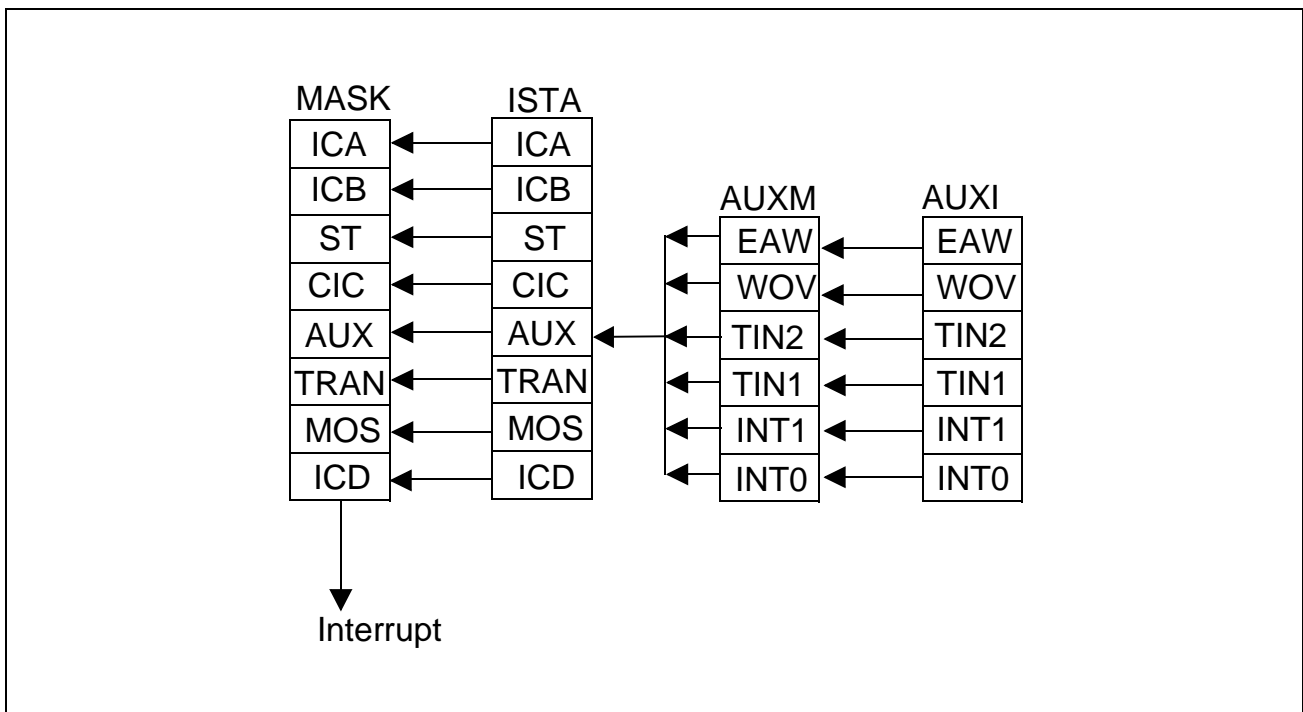 MASK ISTA
ICA ICA
ICB ICB
AUXM AUXI
ST ST EAW EAW
CIC CIC WOV WOV
AUX AUX TIN2 TIN2
TRAN TRAN TIN1 TIN1
MOS MOS INT1 INT1
ICD ICD INT0 INT0
Interrupt